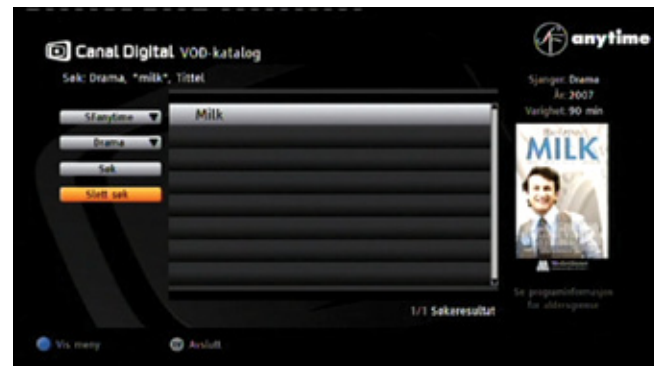 Canal Digital VOD-katalog
SF anytime
Søk: Drama, "milk", Tittel
Sjanger: Drama
År: 2007
Varighet: 90 min
SFanytime
Milk
Drama
Søk
Slett søk
MILK
Se programinformasjon
for aldersgrense
1/1 Søkeresultat
Vis meny
Avslutt